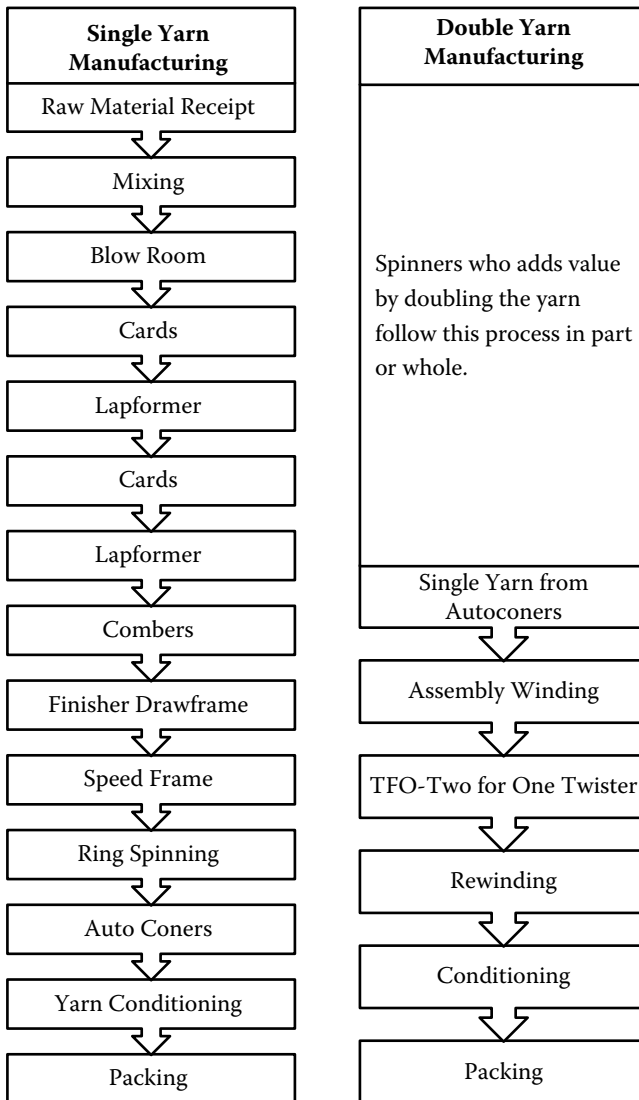 Single Yarn
Manufacturing
Raw Material Receipt
Mixing
Blow Room
Cards
Lapformer
Cards
Lapformer
Combers
Finisher Drawframe
Speed Frame
Ring Spinning
Auto Coners
Yarn Conditioning
Packing
Double Yarn
Manufacturing
Spinners who adds value
by doubling the yarn
follow this process in part
or whole.
Single Yarn from
Autoconers
Assembly Winding
TFO-Two for One Twister
Rewinding
Conditioning
Packing